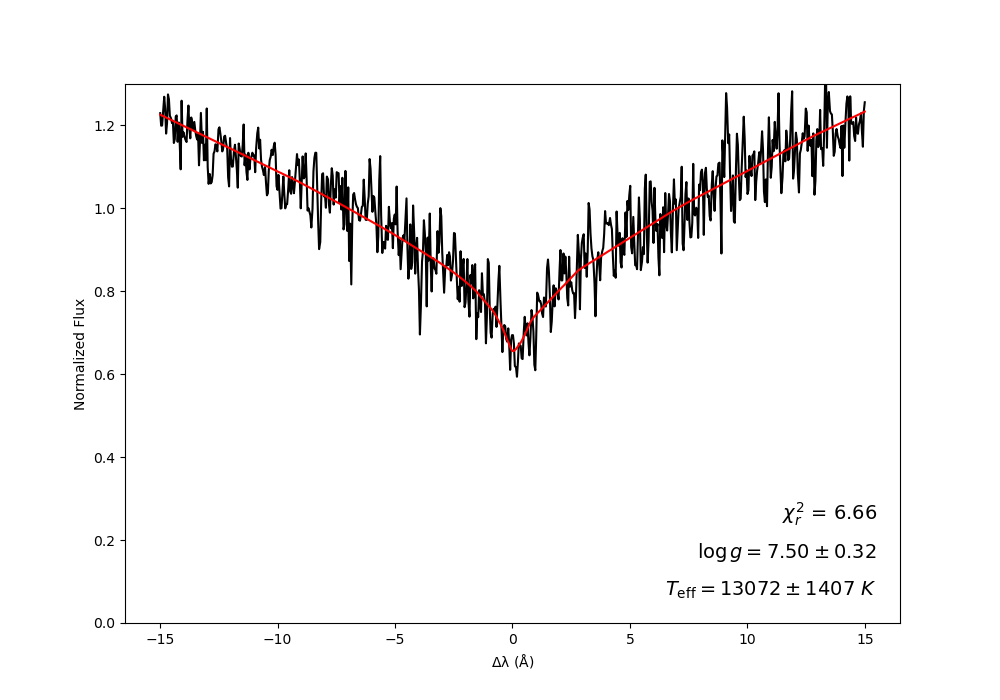 1.2
1.0
0.8
0.6
0.4
0.2
0.0
Normalized Flux
χ²ᵣ = 6.66
log g = 7.50 ± 0.32
T_eff = 13072 ± 1407 K
−15 −10 −5 0 5 10 15
Δλ (Å)